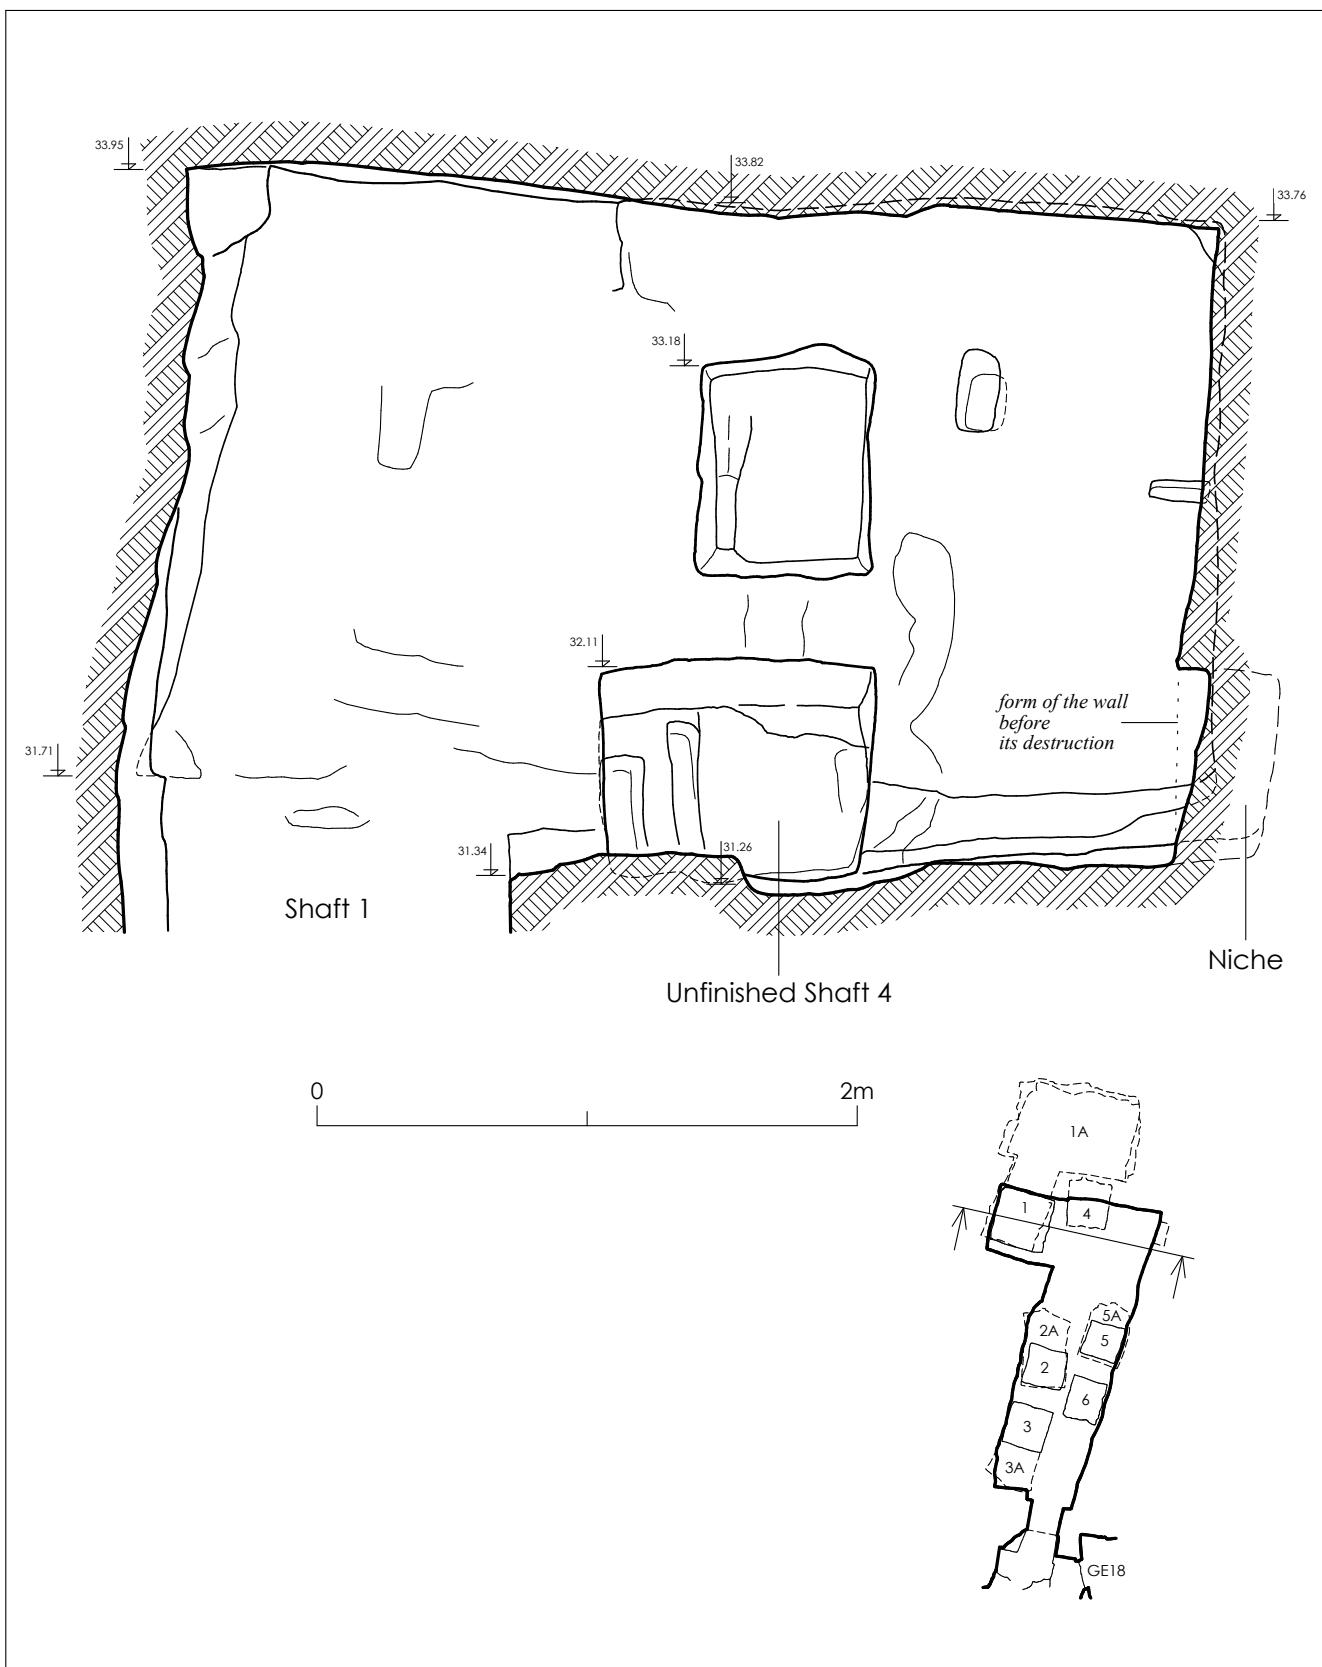 33.95
33.82
33.76
33.18
32.11
form of the wall
before
its destruction
31.71
31.34
31.26
Shaft 1
Niche
Unfinished Shaft 4
0 2m
1A
1
4
5A
2A
5
2
6
3
3A
GE18